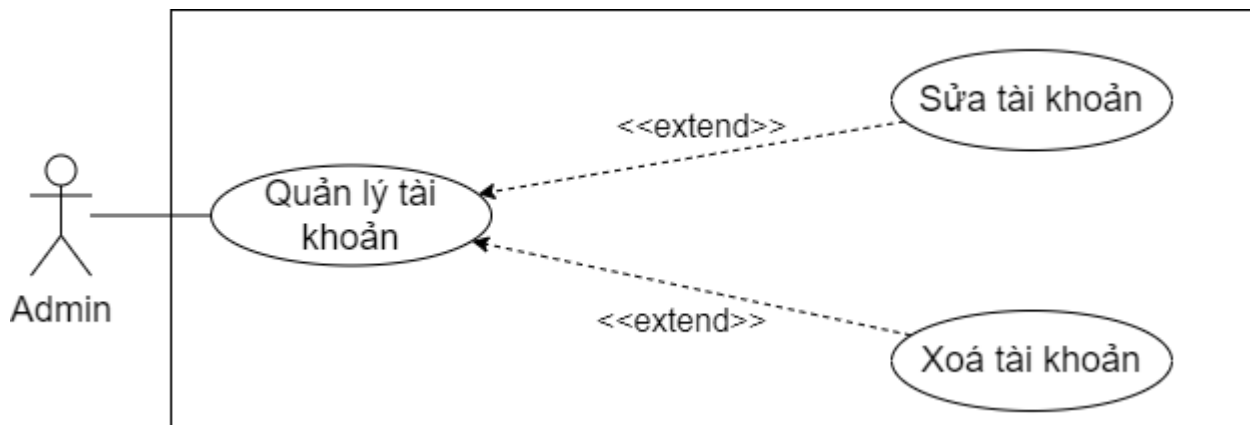 Sửa tài khoản
<<extend>>
Quản lý tài
khoản
Admin
<<extend>>
Xoá tài khoản